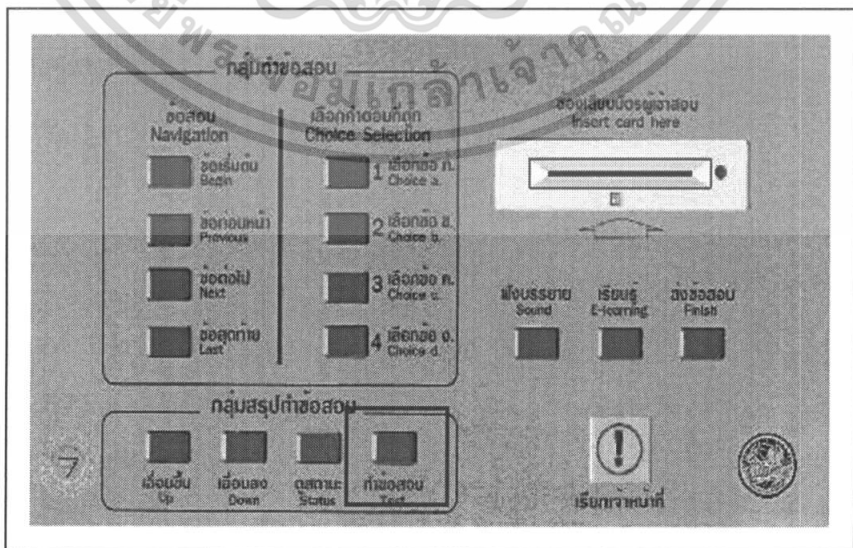 กลุ่มทำข้อสอบ
ข้อสอบ
Navigation
ข้อเริ่มต้น
Begin
ข้อก่อนหน้า
Previous
ข้อต่อไป
Next
ข้อสุดท้าย
Last
เลือกคำตอบที่ถูก
Choice Selection
1 เลือกข้อ ก.
Choice a.
2 เลือกข้อ ข.
Choice b.
3 เลือกข้อ ค.
Choice c.
4 เลือกข้อ ง.
Choice d.
ช่องเสียบบัตรผู้เข้าสอบ
Insert card here
ฟังบรรยาย
Sound
เรียนรู้
E-learning
ส่งข้อสอบ
Finish
กลุ่มสรุปทำข้อสอบ
7
เลื่อนขึ้น
Up
เลื่อนลง
Down
ดูสถานะ
Status
ทำข้อสอบ
Test
เรียกเจ้าหน้าที่